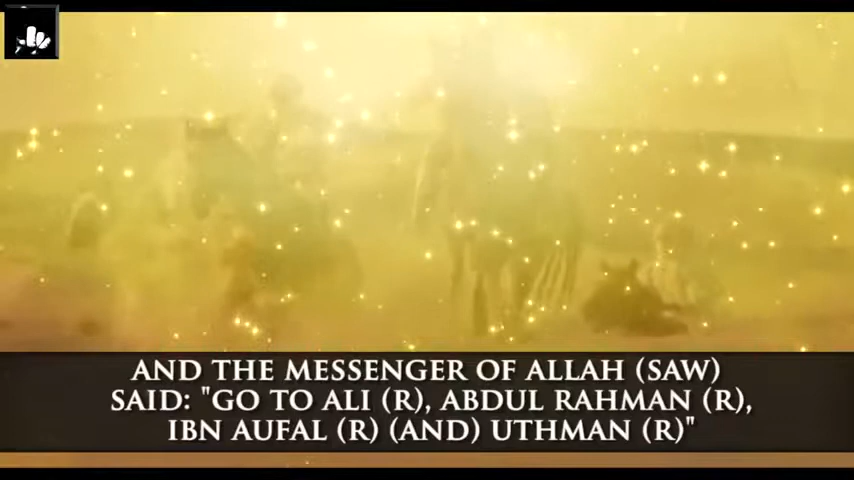 AND THE MESSENGER OF ALLAH (SAW)
SAID: "GO TO ALI (R), ABDUL RAHMAN (R),
IBN AUFAL (R) (AND) UTHMAN (R)"